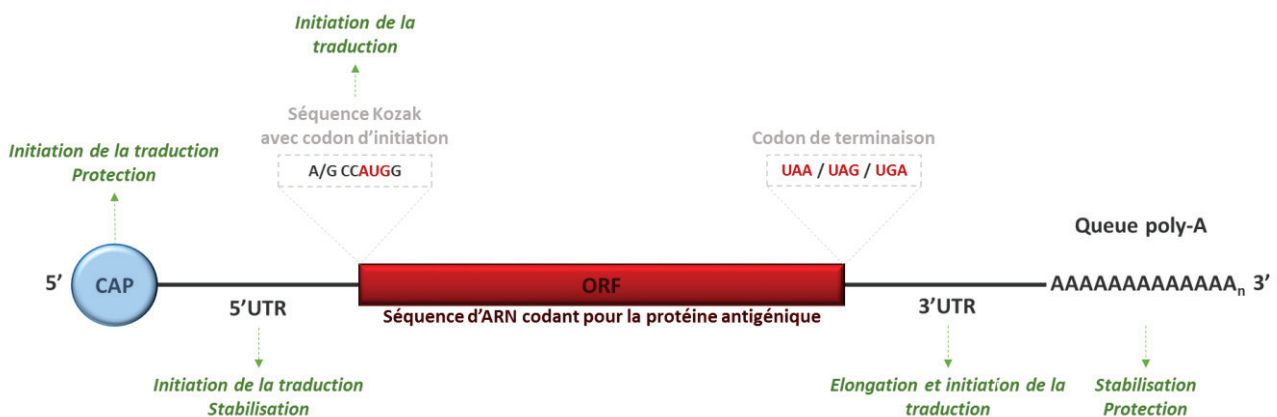 Initiation de la
traduction
Séquence Kozak
avec codon d’initiation
A/G CCAUGG
Codon de terminaison
UAA / UAG / UGA
Initiation de la traduction
Protection
Queue poly-A
5’
CAP
5’UTR
ORF
Séquence d’ARN codant pour la protéine antigénique
3’UTR
AAAAAAAAAAAAAAn 3’
Initiation de la traduction
Stabilisation
Elongation et initiation de la
traduction
Stabilisation
Protection